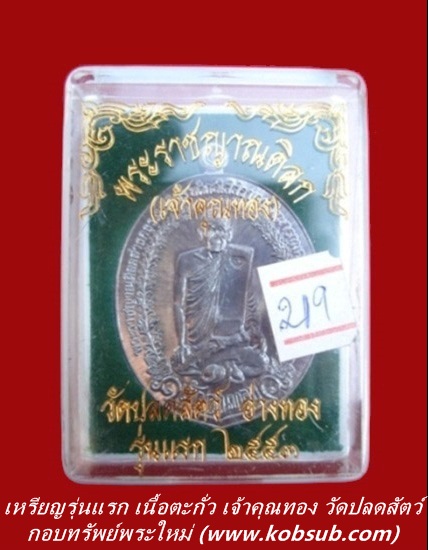 พระราชญาณดิลก
(เจ้าคุณทอง)
219
วัดปลดสัตว์ อ่างทอง
รุ่นแรก ๒๕๕๓
เหรียญรุ่นแรก เนื้อตะกั่ว เจ้าคุณทอง วัดปลดสัตว์
กอบทรัพย์พระใหม่ (www.kobsub.com)